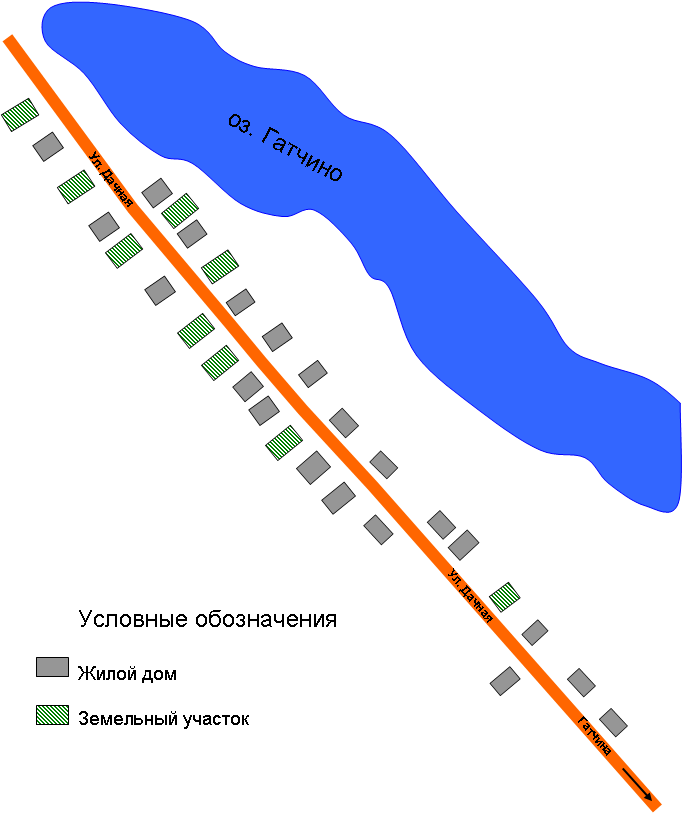 оз. Гатчино
Ул. Дачная
Ул. Дачная
Условные обозначения
Жилой дом
Земельный участок
Гатчина